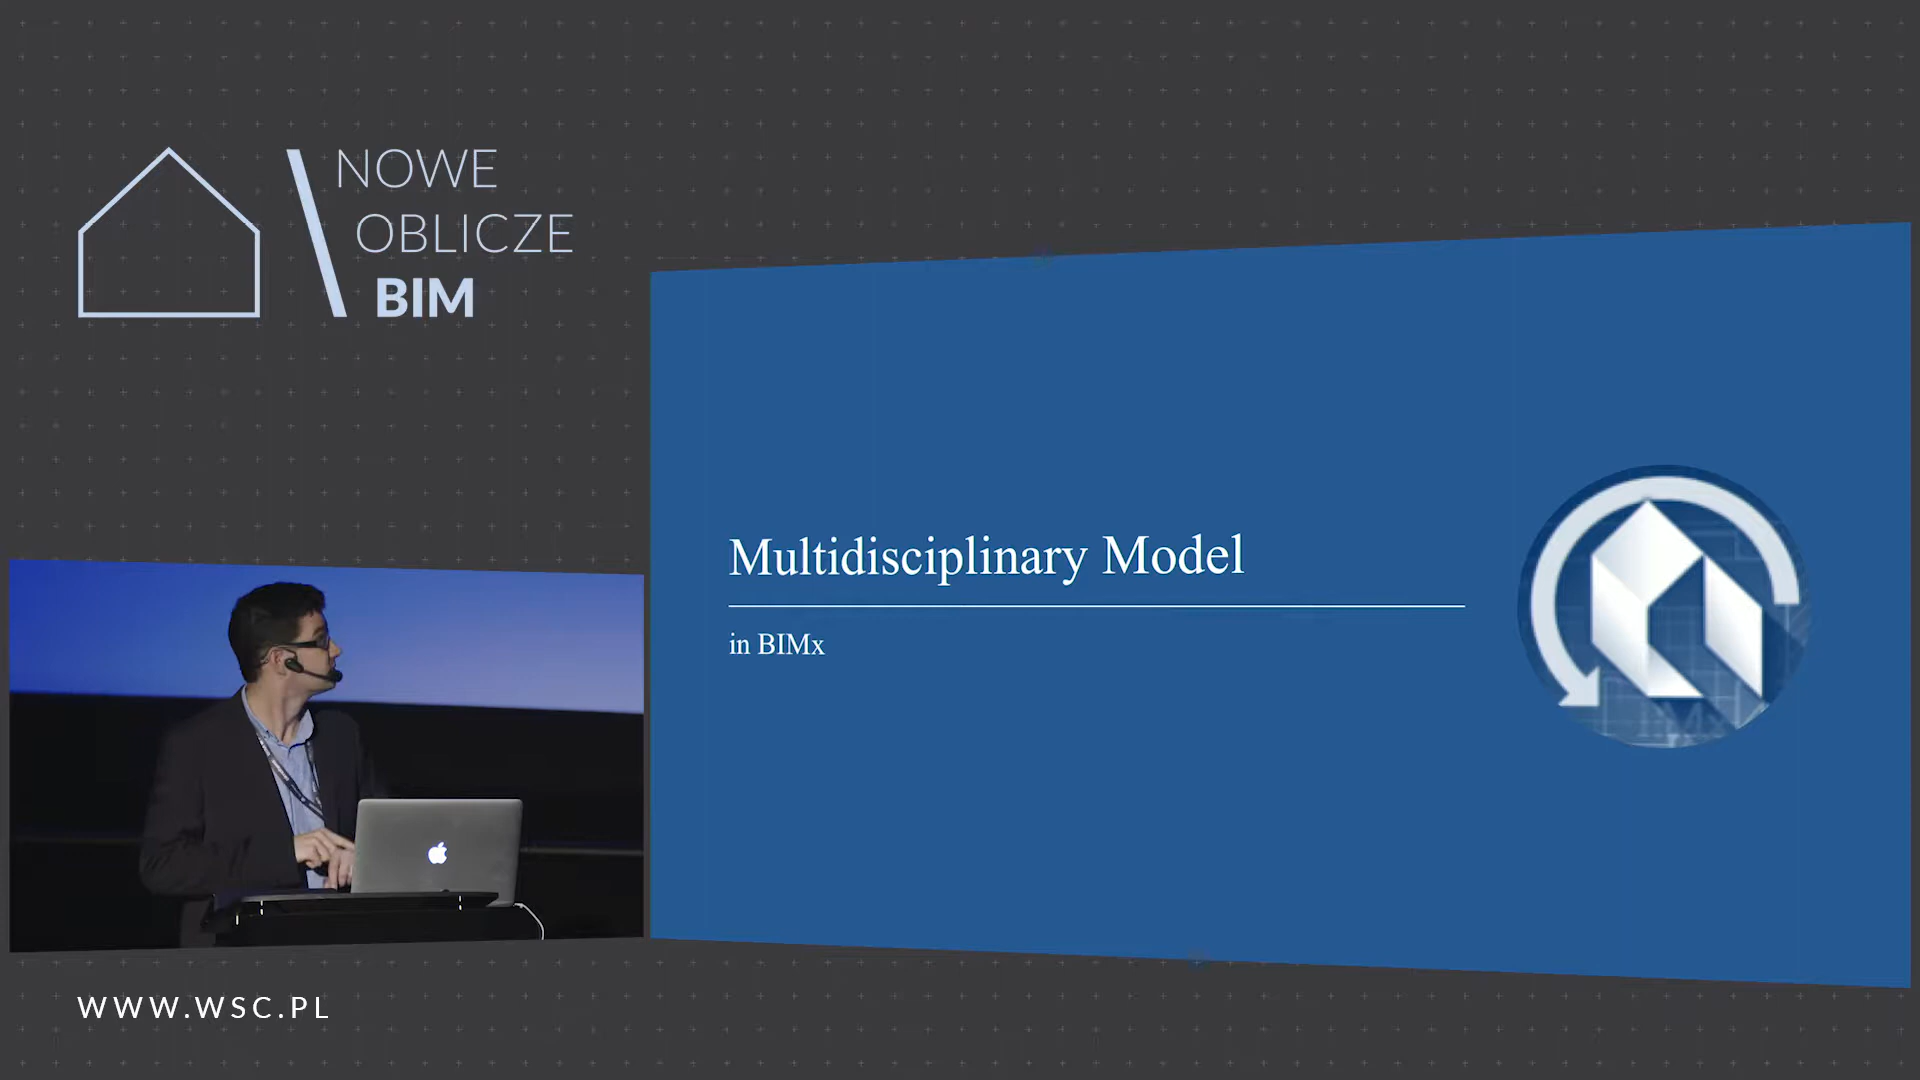 NOWE
OBLICZE
BIM
Multidisciplinary Model
in BIMx
WWW.WSC.PL